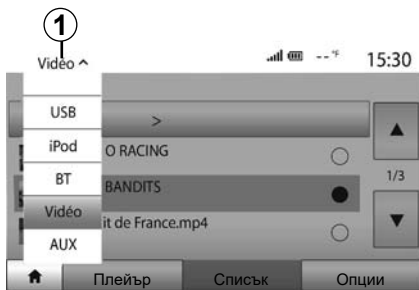 1
Vidéo ^
-- °F
15:30
USB
>
iPod
O RACING
BT
BANDITS
1/3
Vidéo
it de France.mp4
AUX
Плейър
Списък
Опции